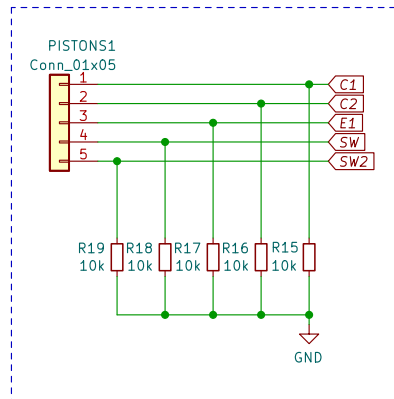 PISTONS1
Conn_01x05
1
C1
2
C2
3
E1
4
SW
5
SW2
R19 R18 R17 R16 R15
10k 10k 10k 10k 10k
GND